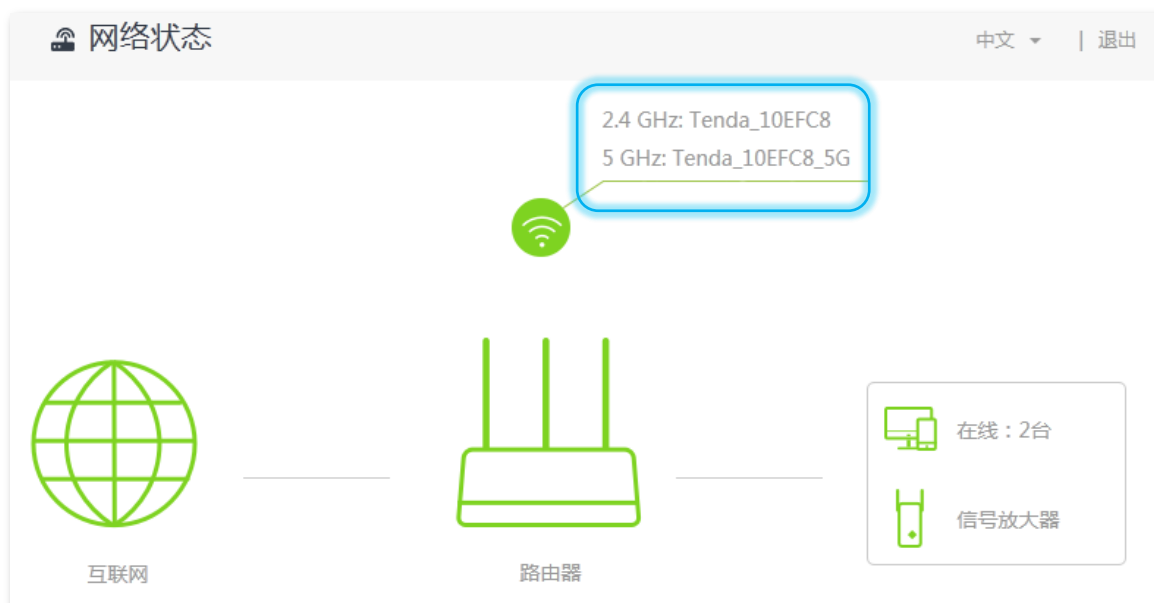 网络状态
中文 | 退出
2.4 GHz: Tenda_10EFC8
5 GHz: Tenda_10EFC8_5G
在线：2台
信号放大器
互联网
路由器